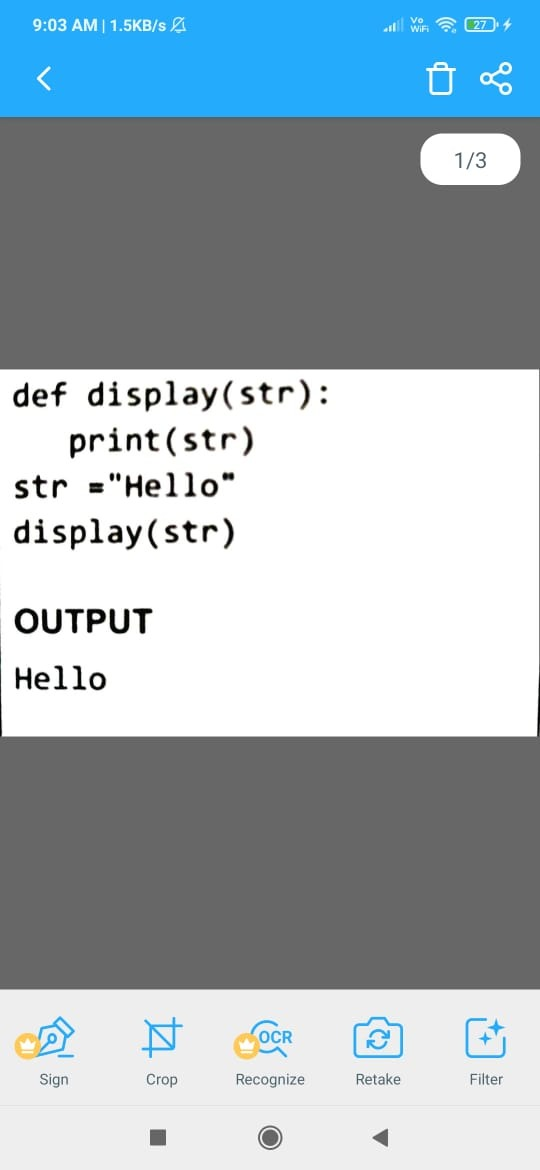 9:03 AM | 1.5KB/s
Vo
WiFi
27
1/3
def display(str):
    print(str)
str ="Hello"
display(str)
OUTPUT
Hello
OCR
Sign Crop Recognize Retake Filter